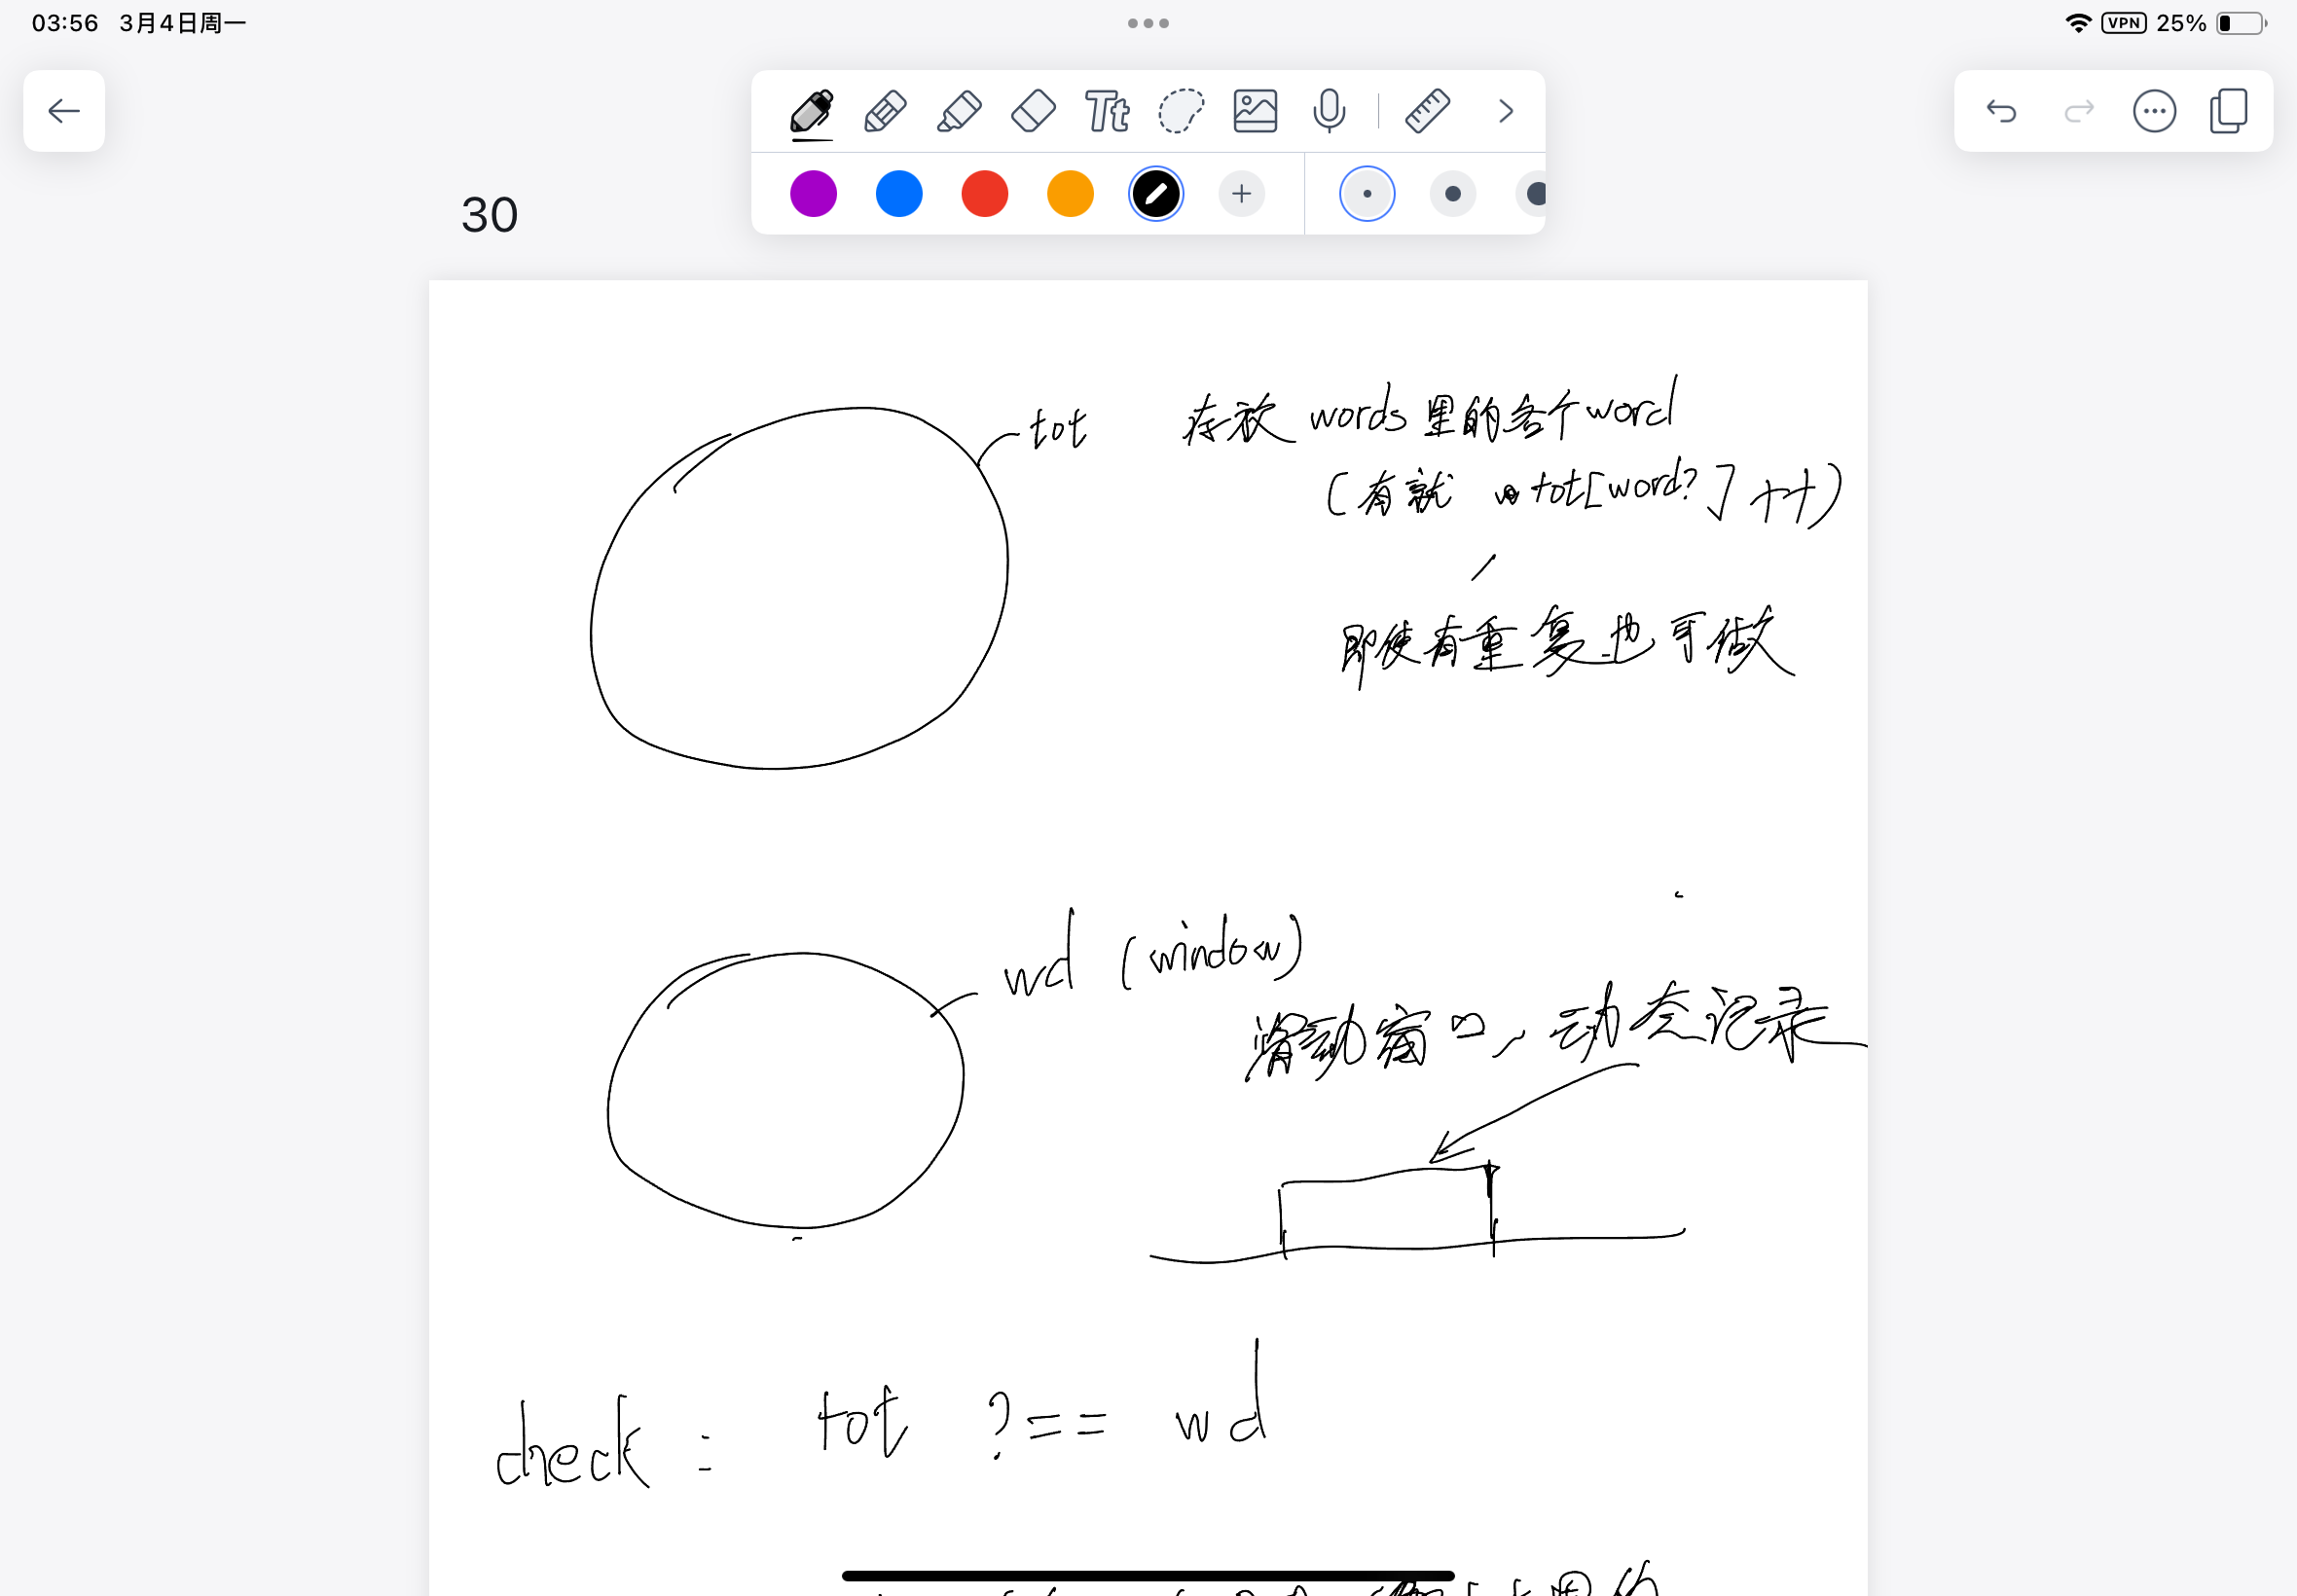 03:56 3月4日周一
VPN 25%
Tt
30
tot 存放 words 里的各个word
(有就 tot[word?]++)
即使有重复也可做
wd (window)
滑动窗口,动态记录
check : tot ?== wd